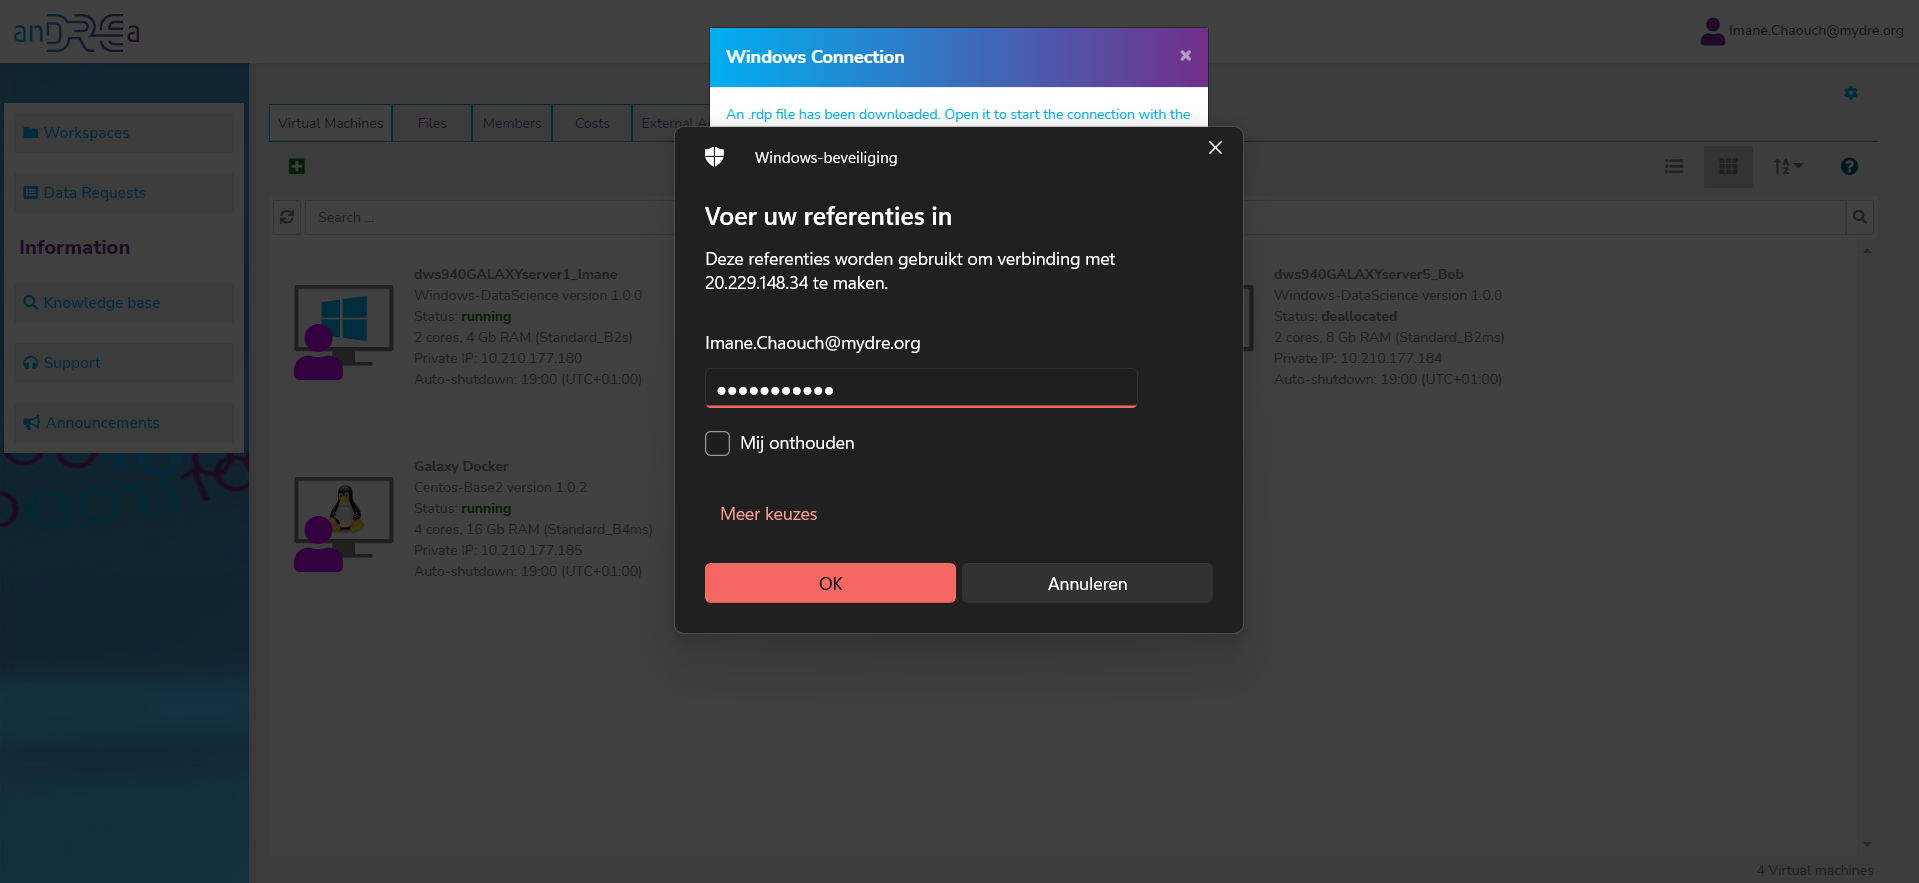 anDREa
Imane.Chaouch@mydre.org
Windows Connection
An .rdp file has been downloaded. Open it to start the connection with the
Workspaces
Data Requests
Information
Knowledge base
Support
Announcements
Virtual Machines
Files
Members
Costs
External A
Search ...
dws940GALAXYserver1_Imane
Windows-DataScience version 1.0.0
Status: running
2 cores, 4 Gb RAM (Standard_B2s)
Private IP: 10.210.177.180
Auto-shutdown: 19:00 (UTC+01:00)
dws940GALAXYserver5_Bob
Windows-DataScience version 1.0.0
Status: deallocated
2 cores, 8 Gb RAM (Standard_B2ms)
Private IP: 10.210.177.184
Auto-shutdown: 19:00 (UTC+01:00)
Galaxy Docker
Centos-Base2 version 1.0.2
Status: running
4 cores, 16 Gb RAM (Standard_B4ms)
Private IP: 10.210.177.185
Auto-shutdown: 19:00 (UTC+01:00)
Windows-beveiliging
Voer uw referenties in
Deze referenties worden gebruikt om verbinding met
20.229.148.34 te maken.
Imane.Chaouch@mydre.org
Mij onthouden
Meer keuzes
OK
Annuleren
4 Virtual machines